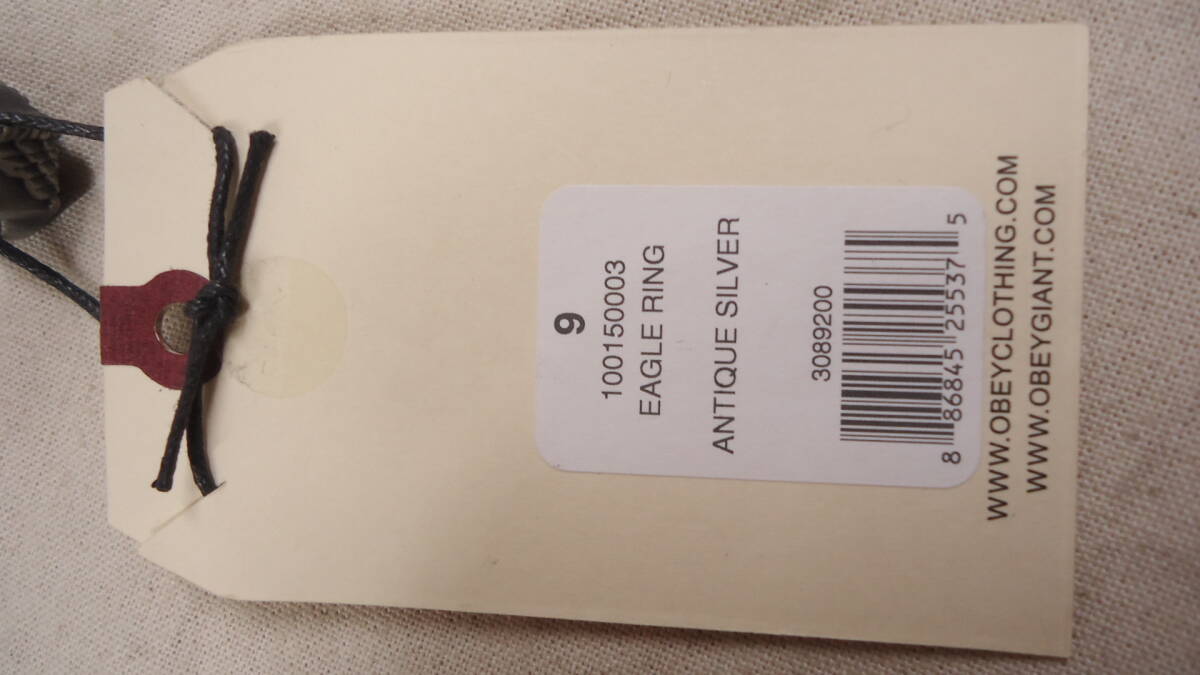 9
100150003
EAGLE RING
ANTIQUE SILVER
3089200
8 86845 25537 5
WWW.OBEYCLOTHING.COM
WWW.OBEYGIANT.COM